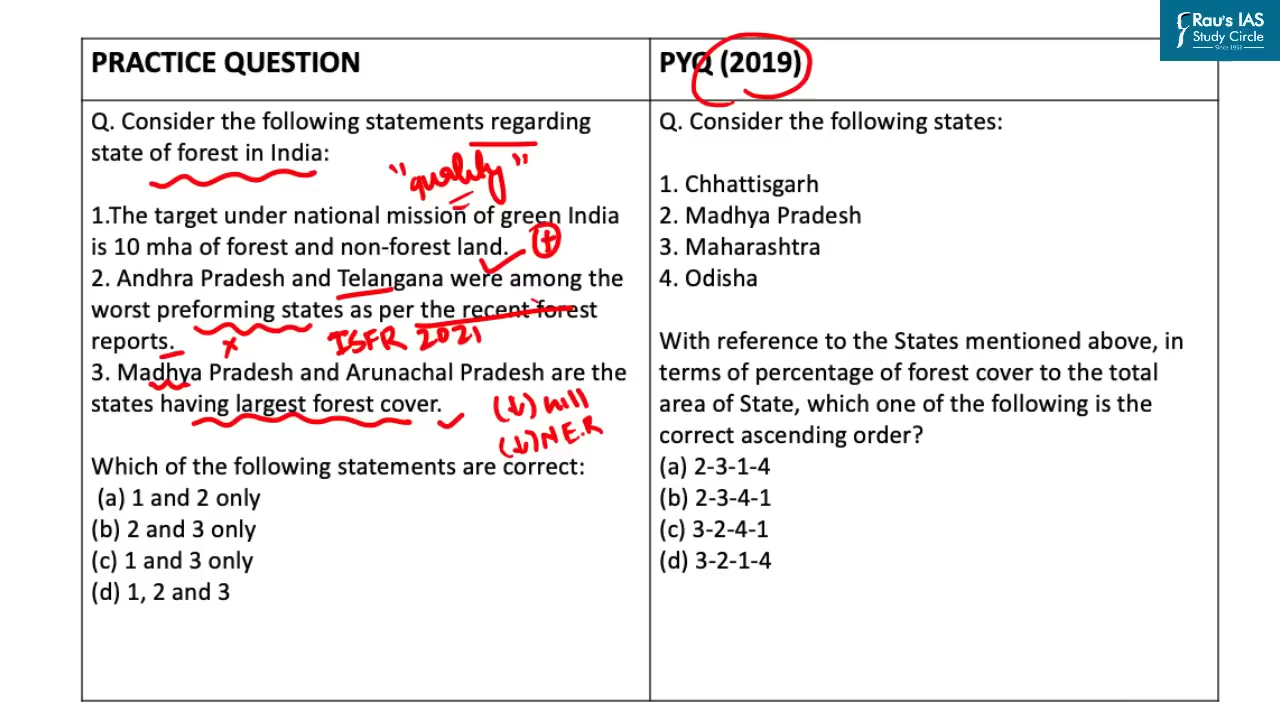 Rau's IAS
Study Circle
Since 1953
PRACTICE QUESTION
Q. Consider the following statements regarding
state of forest in India:
"quality"
1.The target under national mission of green India
is 10 mha of forest and non-forest land.
2. Andhra Pradesh and Telangana were among the
worst preforming states as per the recent forest
reports.
ISFR 2021
3. Madhya Pradesh and Arunachal Pradesh are the
states having largest forest cover.
(↓) hill
(↓) N.E.R
Which of the following statements are correct:
(a) 1 and 2 only
(b) 2 and 3 only
(c) 1 and 3 only
(d) 1, 2 and 3
PYQ (2019)
Q. Consider the following states:
1. Chhattisgarh
2. Madhya Pradesh
3. Maharashtra
4. Odisha
With reference to the States mentioned above, in
terms of percentage of forest cover to the total
area of State, which one of the following is the
correct ascending order?
(a) 2-3-1-4
(b) 2-3-4-1
(c) 3-2-4-1
(d) 3-2-1-4